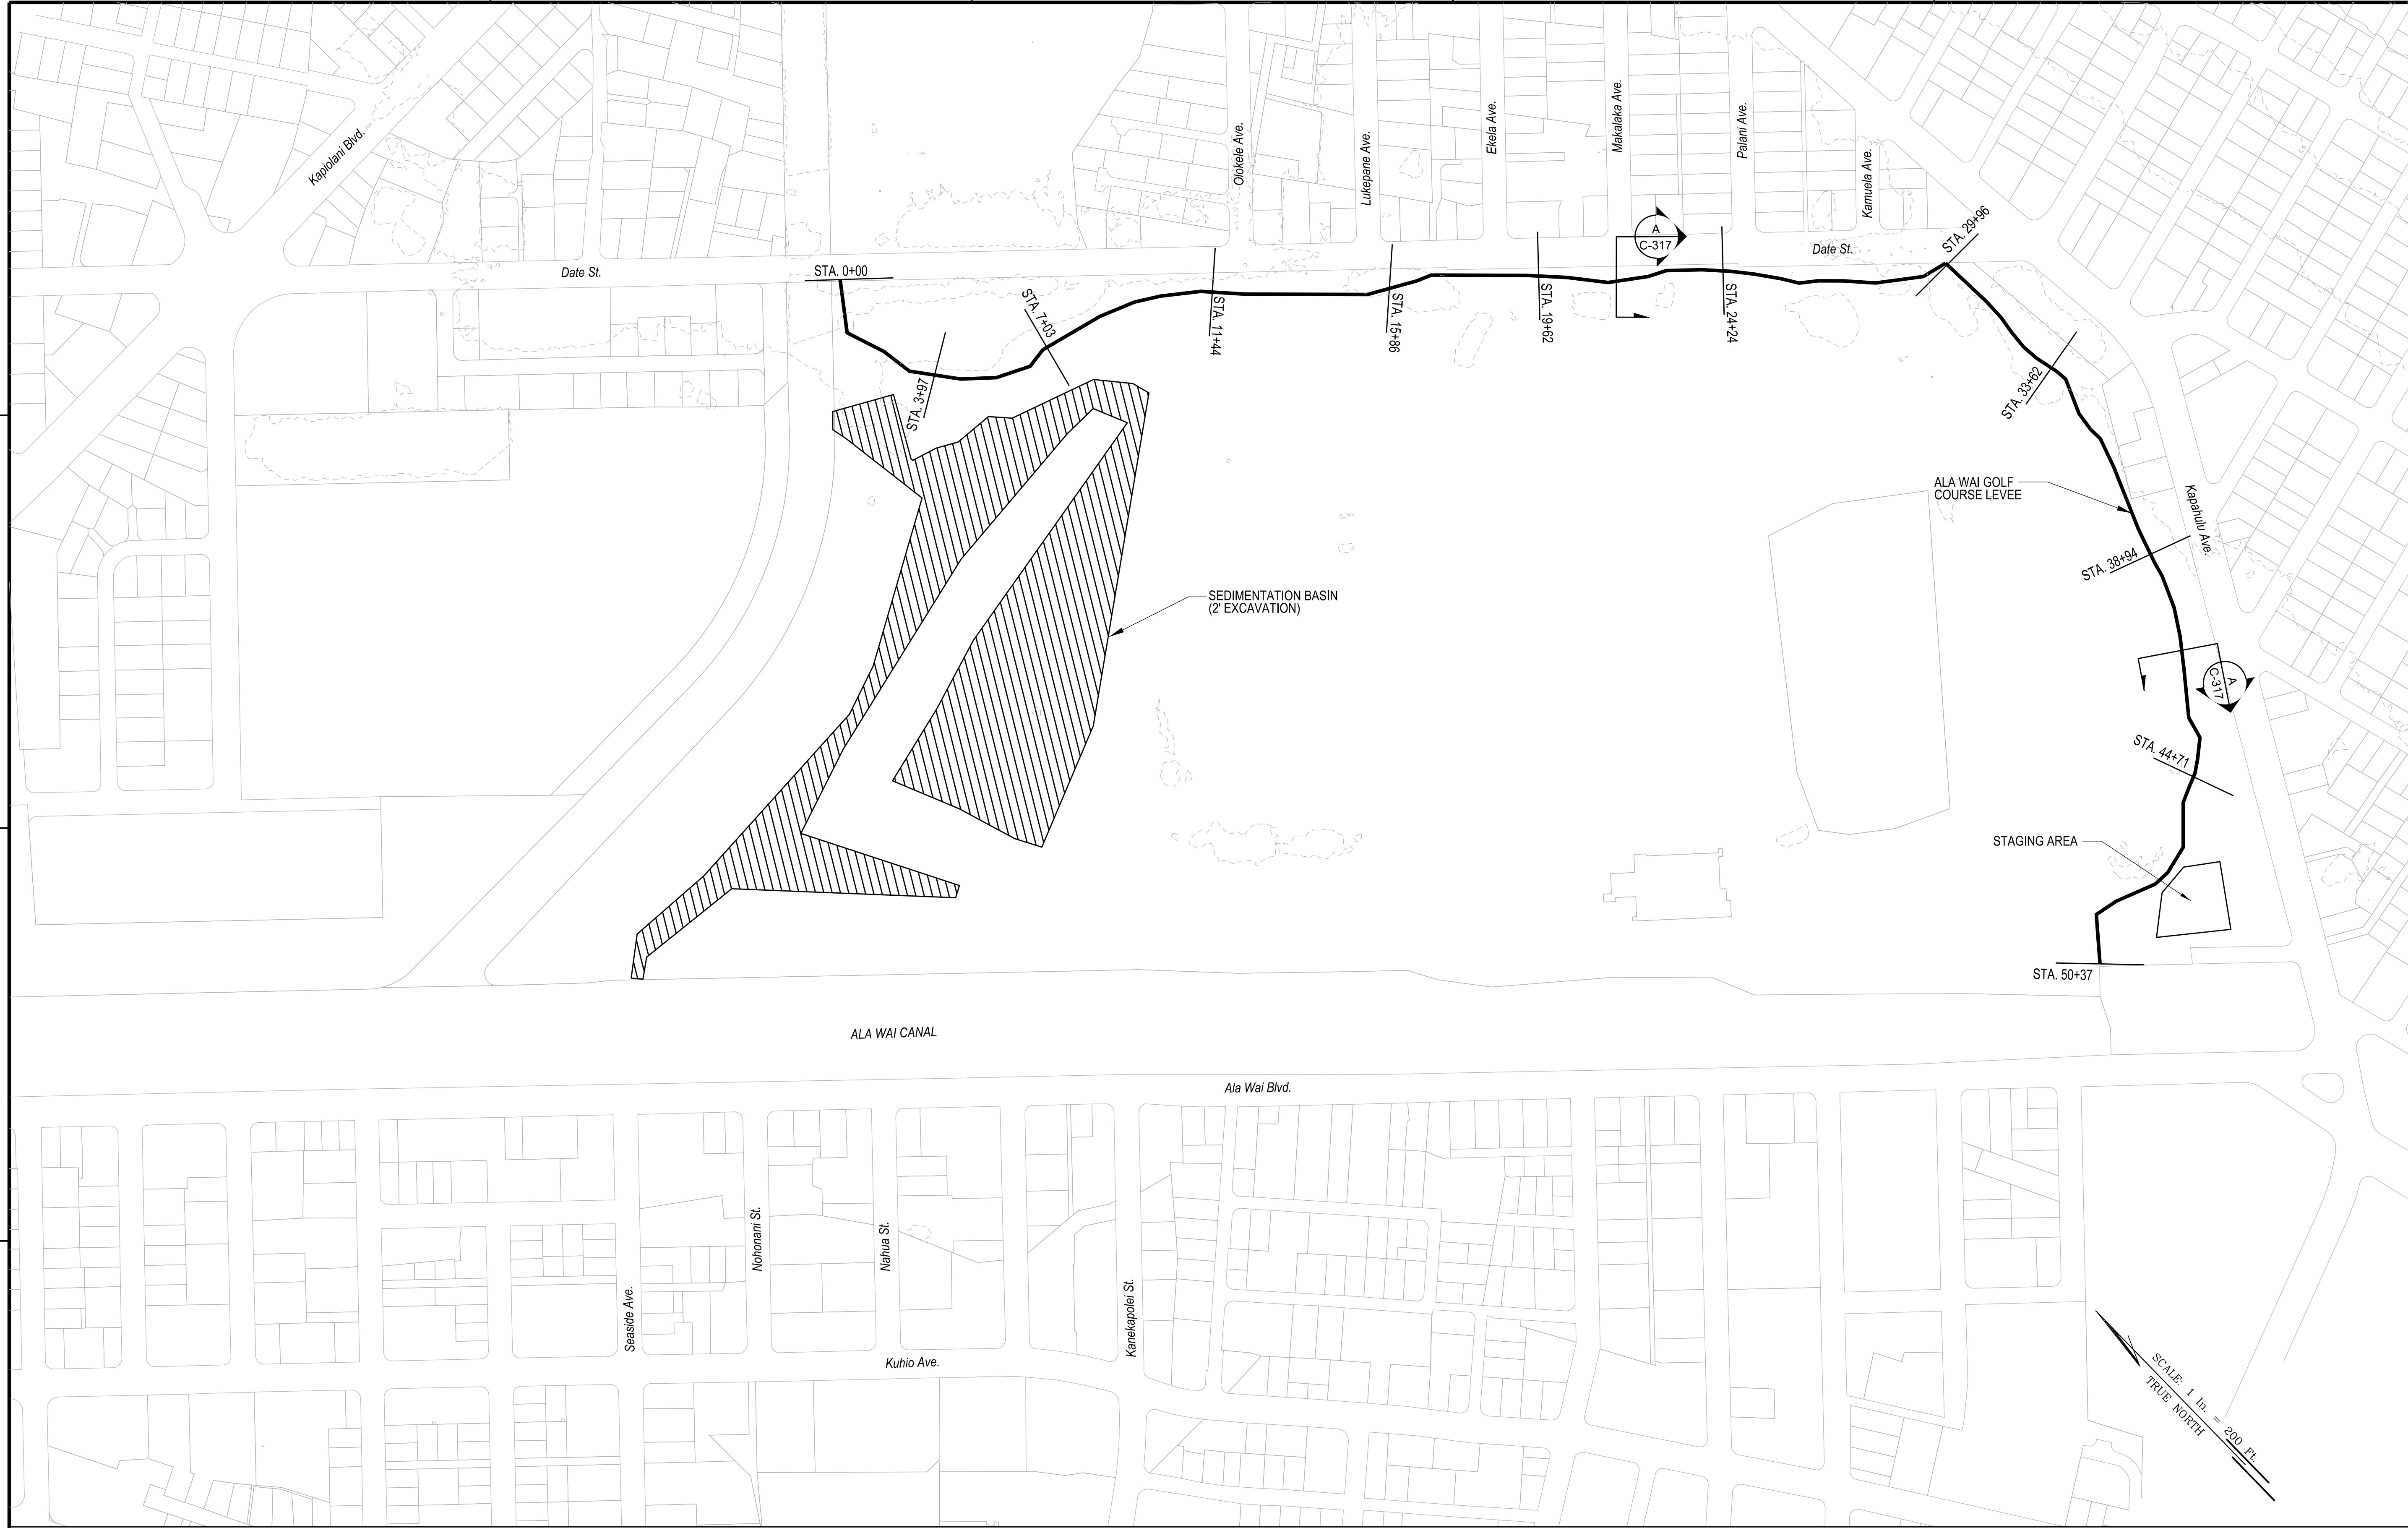 Kapiolani Blvd.
Olokele Ave.
Lukepane Ave.
Ekela Ave.
Makalaka Ave.
Palani Ave.
Kamuela Ave.
Date St.
STA. 0+00
STA. 3+97
STA. 7+03
STA. 11+44
STA. 15+86
STA. 19+62
A
C-317
STA. 24+24
Date St.
STA. 29+96
STA. 33+62
ALA WAI GOLF
COURSE LEVEE
Kapahulu Ave.
STA. 38+94
SEDIMENTATION BASIN
(2' EXCAVATION)
A
C-317
STA. 44+71
STAGING AREA
STA. 50+37
ALA WAI CANAL
Ala Wai Blvd.
Seaside Ave.
Nohonani St.
Nahua St.
Kanekapolei St.
Kuhio Ave.
SCALE: 1 In. = 200 Ft.
TRUE NORTH